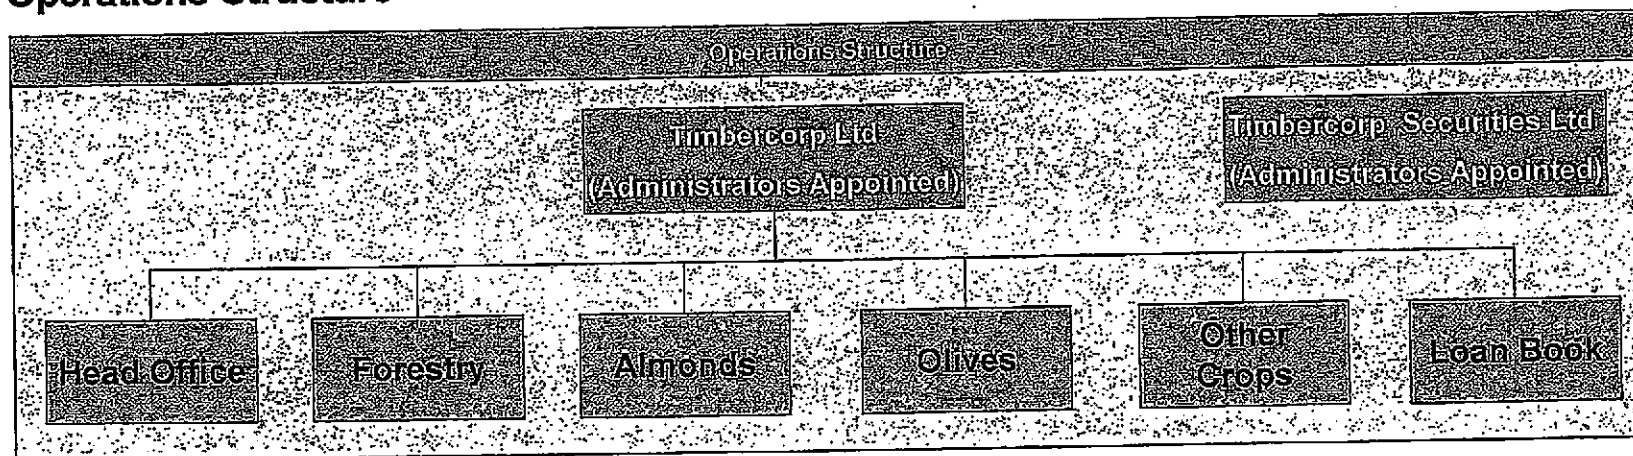 Operations Structure
Operations Structure
Timbercorp Ltd
(Administrators Appointed)
Timbercorp Securities Ltd
(Administrators Appointed)
Head Office
Forestry
Almonds
Olives
Other
Crops
Loan Book